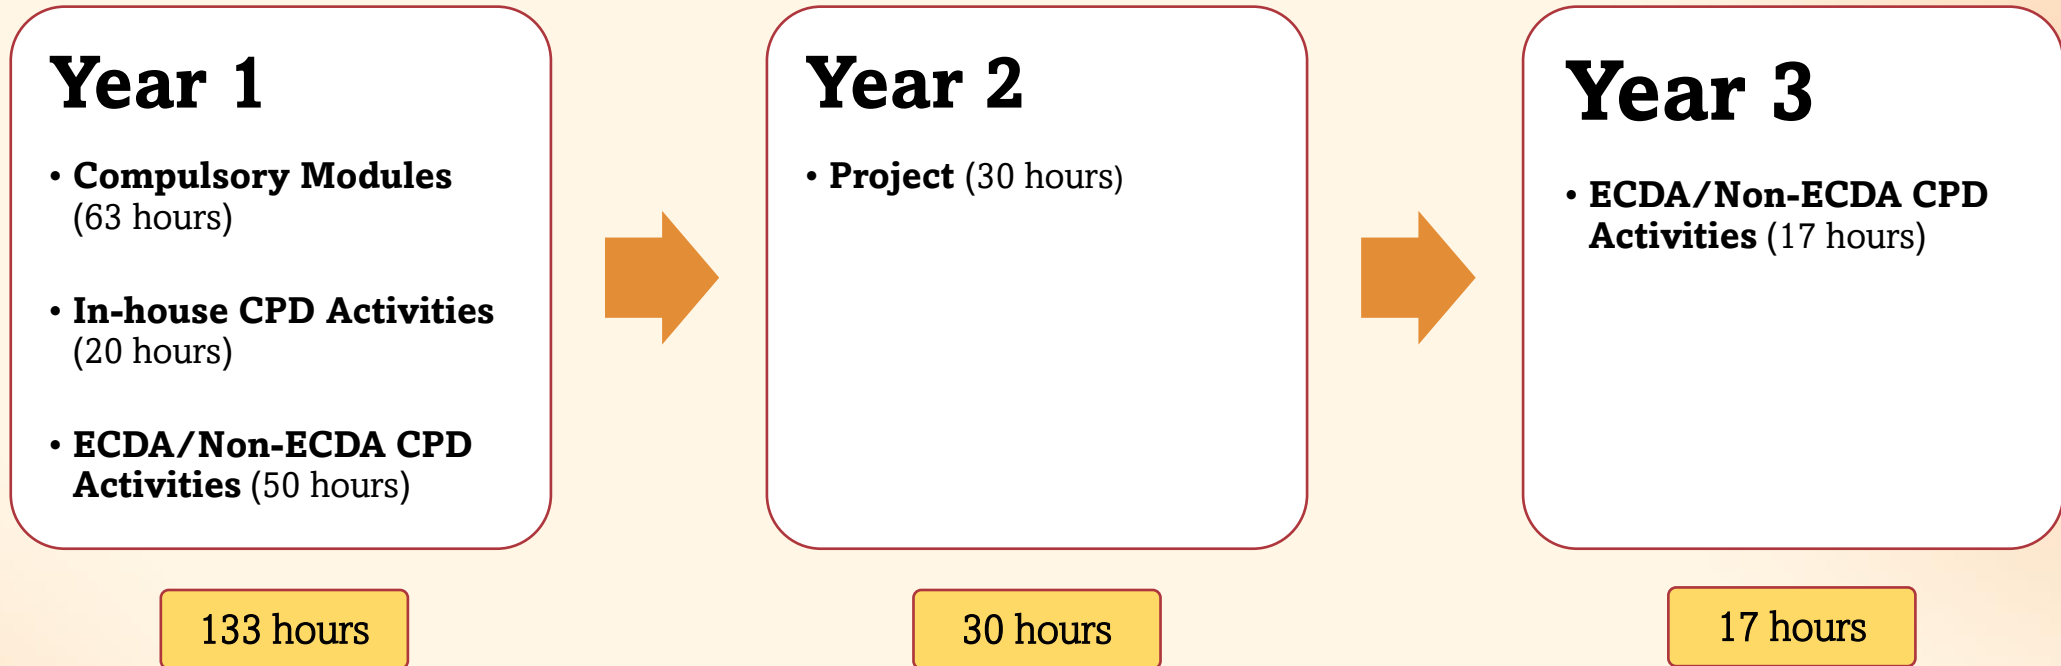 Year 1
• Compulsory Modules
(63 hours)
• In-house CPD Activities
(20 hours)
• ECDA/Non-ECDA CPD
Activities (50 hours)
133 hours
Year 2
• Project (30 hours)
30 hours
Year 3
• ECDA/Non-ECDA CPD
Activities (17 hours)
17 hours